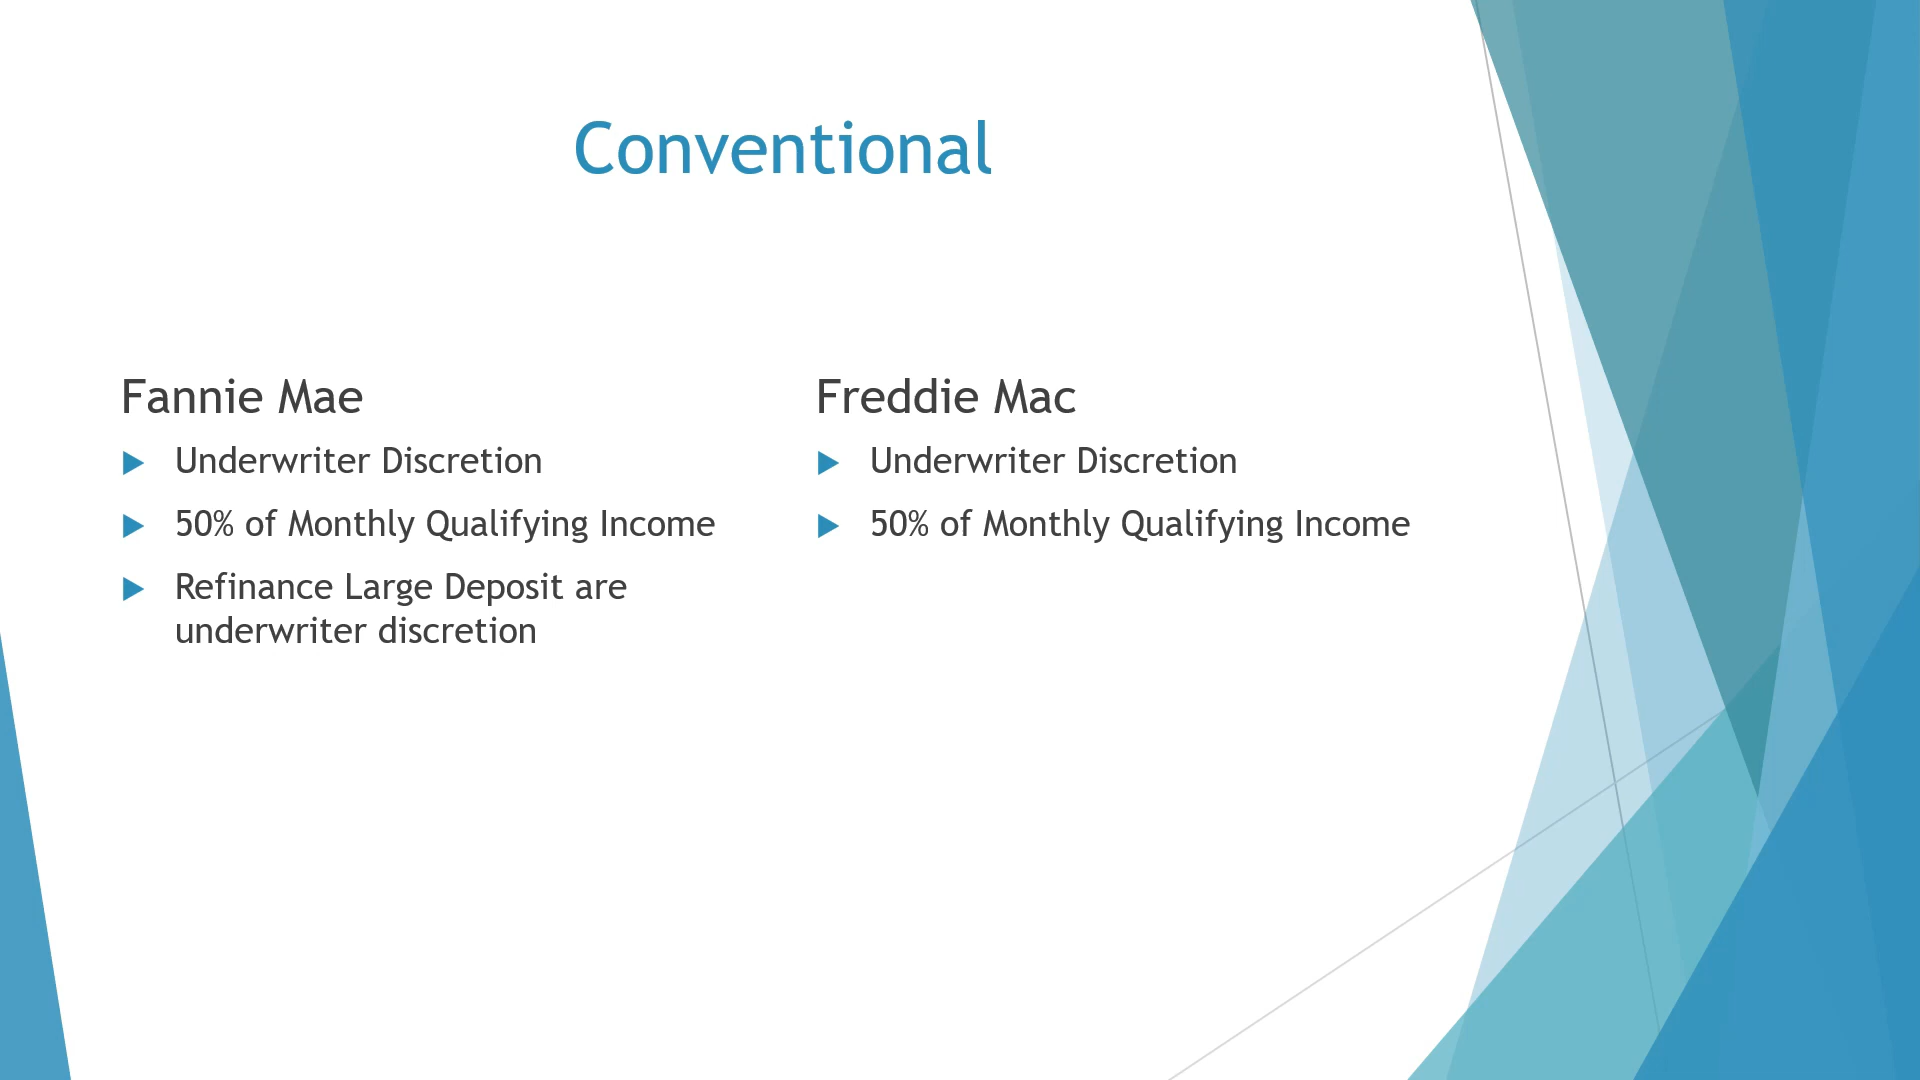 Conventional
Fannie Mae
Underwriter Discretion
50% of Monthly Qualifying Income
Refinance Large Deposit are
underwriter discretion
Freddie Mac
Underwriter Discretion
50% of Monthly Qualifying Income